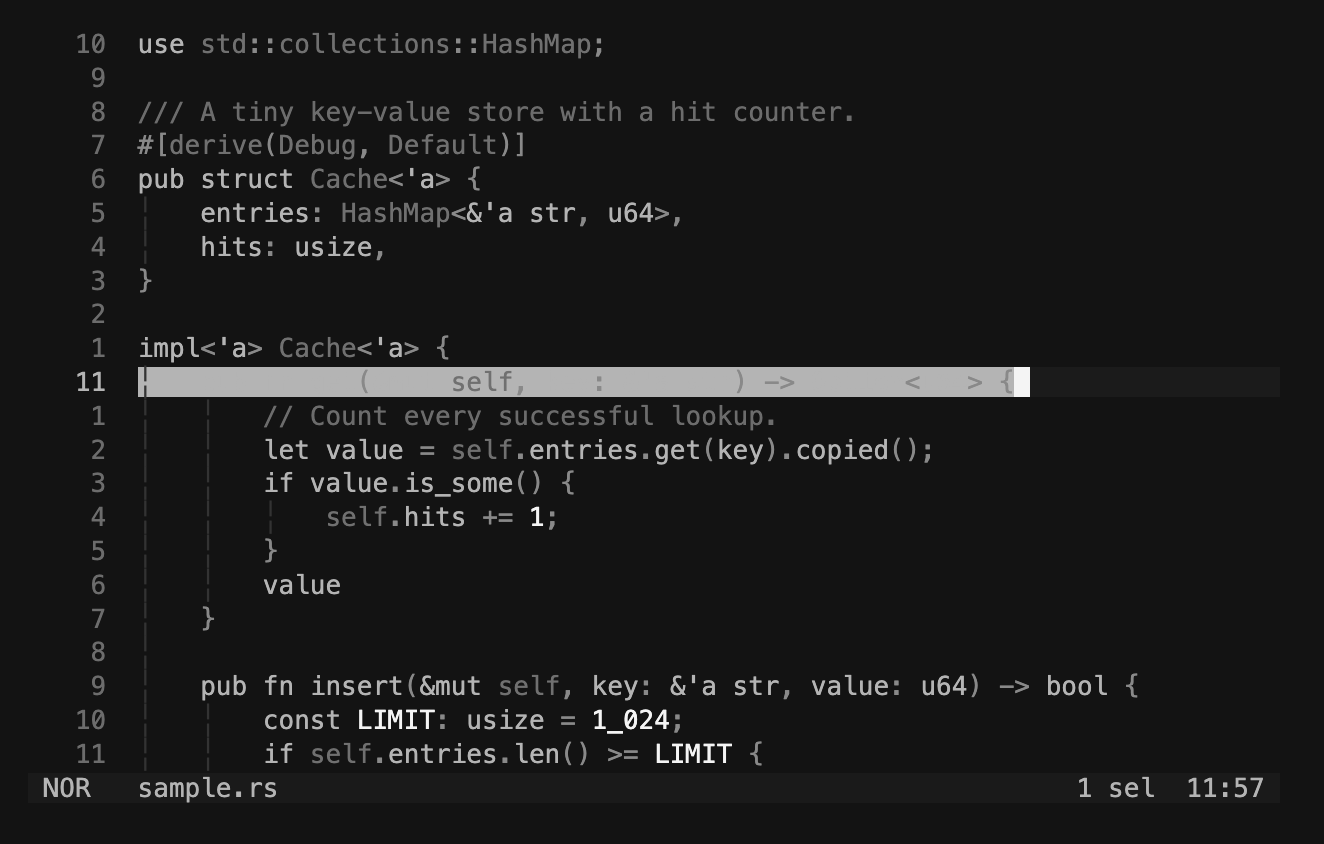 10 use std::collections::HashMap;
9
8 /// A tiny key-value store with a hit counter.
7 #[derive(Debug, Default)]
6 pub struct Cache<'a> {
5     entries: HashMap<&'a str, u64>,
4     hits: usize,
3 }
2
1 impl<'a> Cache<'a> {
11 ( self, : ) -> < > {
1         // Count every successful lookup.
2         let value = self.entries.get(key).copied();
3         if value.is_some() {
4             self.hits += 1;
5         }
6         value
7     }
8
9     pub fn insert(&mut self, key: &'a str, value: u64) -> bool {
10         const LIMIT: usize = 1_024;
11         if self.entries.len() >= LIMIT {
NOR sample.rs 1 sel 11:57